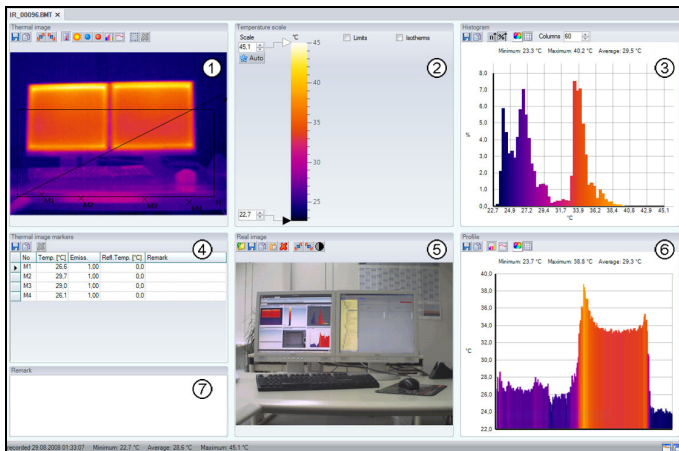 IR_00096.BMT ×
Thermal image
1
M1
M2
M3
M4
Temperature scale
Scale
°C
Limits
Isotherms
45,1
Auto
22,7
45
40
35
30
25
2
Histogram
Columns 60
Minimum: 23.3 °C Maximum: 40.2 °C Average: 29.5 °C
3
8,0
7,0
6,0
5,0
4,0
3,0
2,0
1,0
0,0
%
22,7 24,9 27,2 29,4 31,7 33,9 36,2 38,4 40,6 42,9 45,1
°C
Thermal image markers
4
No Temp. [°C] Emiss. Refl.Temp. [°C] Remark
M1 26,6 1,00 0,0
M2 29,7 1,00 0,0
M3 29,0 1,00 0,0
M4 26,1 1,00 0,0
Remark
7
Real image
5
Profile
6
Minimum: 23.7 °C Maximum: 38.8 °C Average: 29.3 °C
40,0
38,0
36,0
34,0
32,0
30,0
28,0
26,0
24,0
22,0
°C
recorded 29.08.2008 01:33:07 Minimum: 22,7 °C Average: 28,6 °C Maximum: 45,1 °C